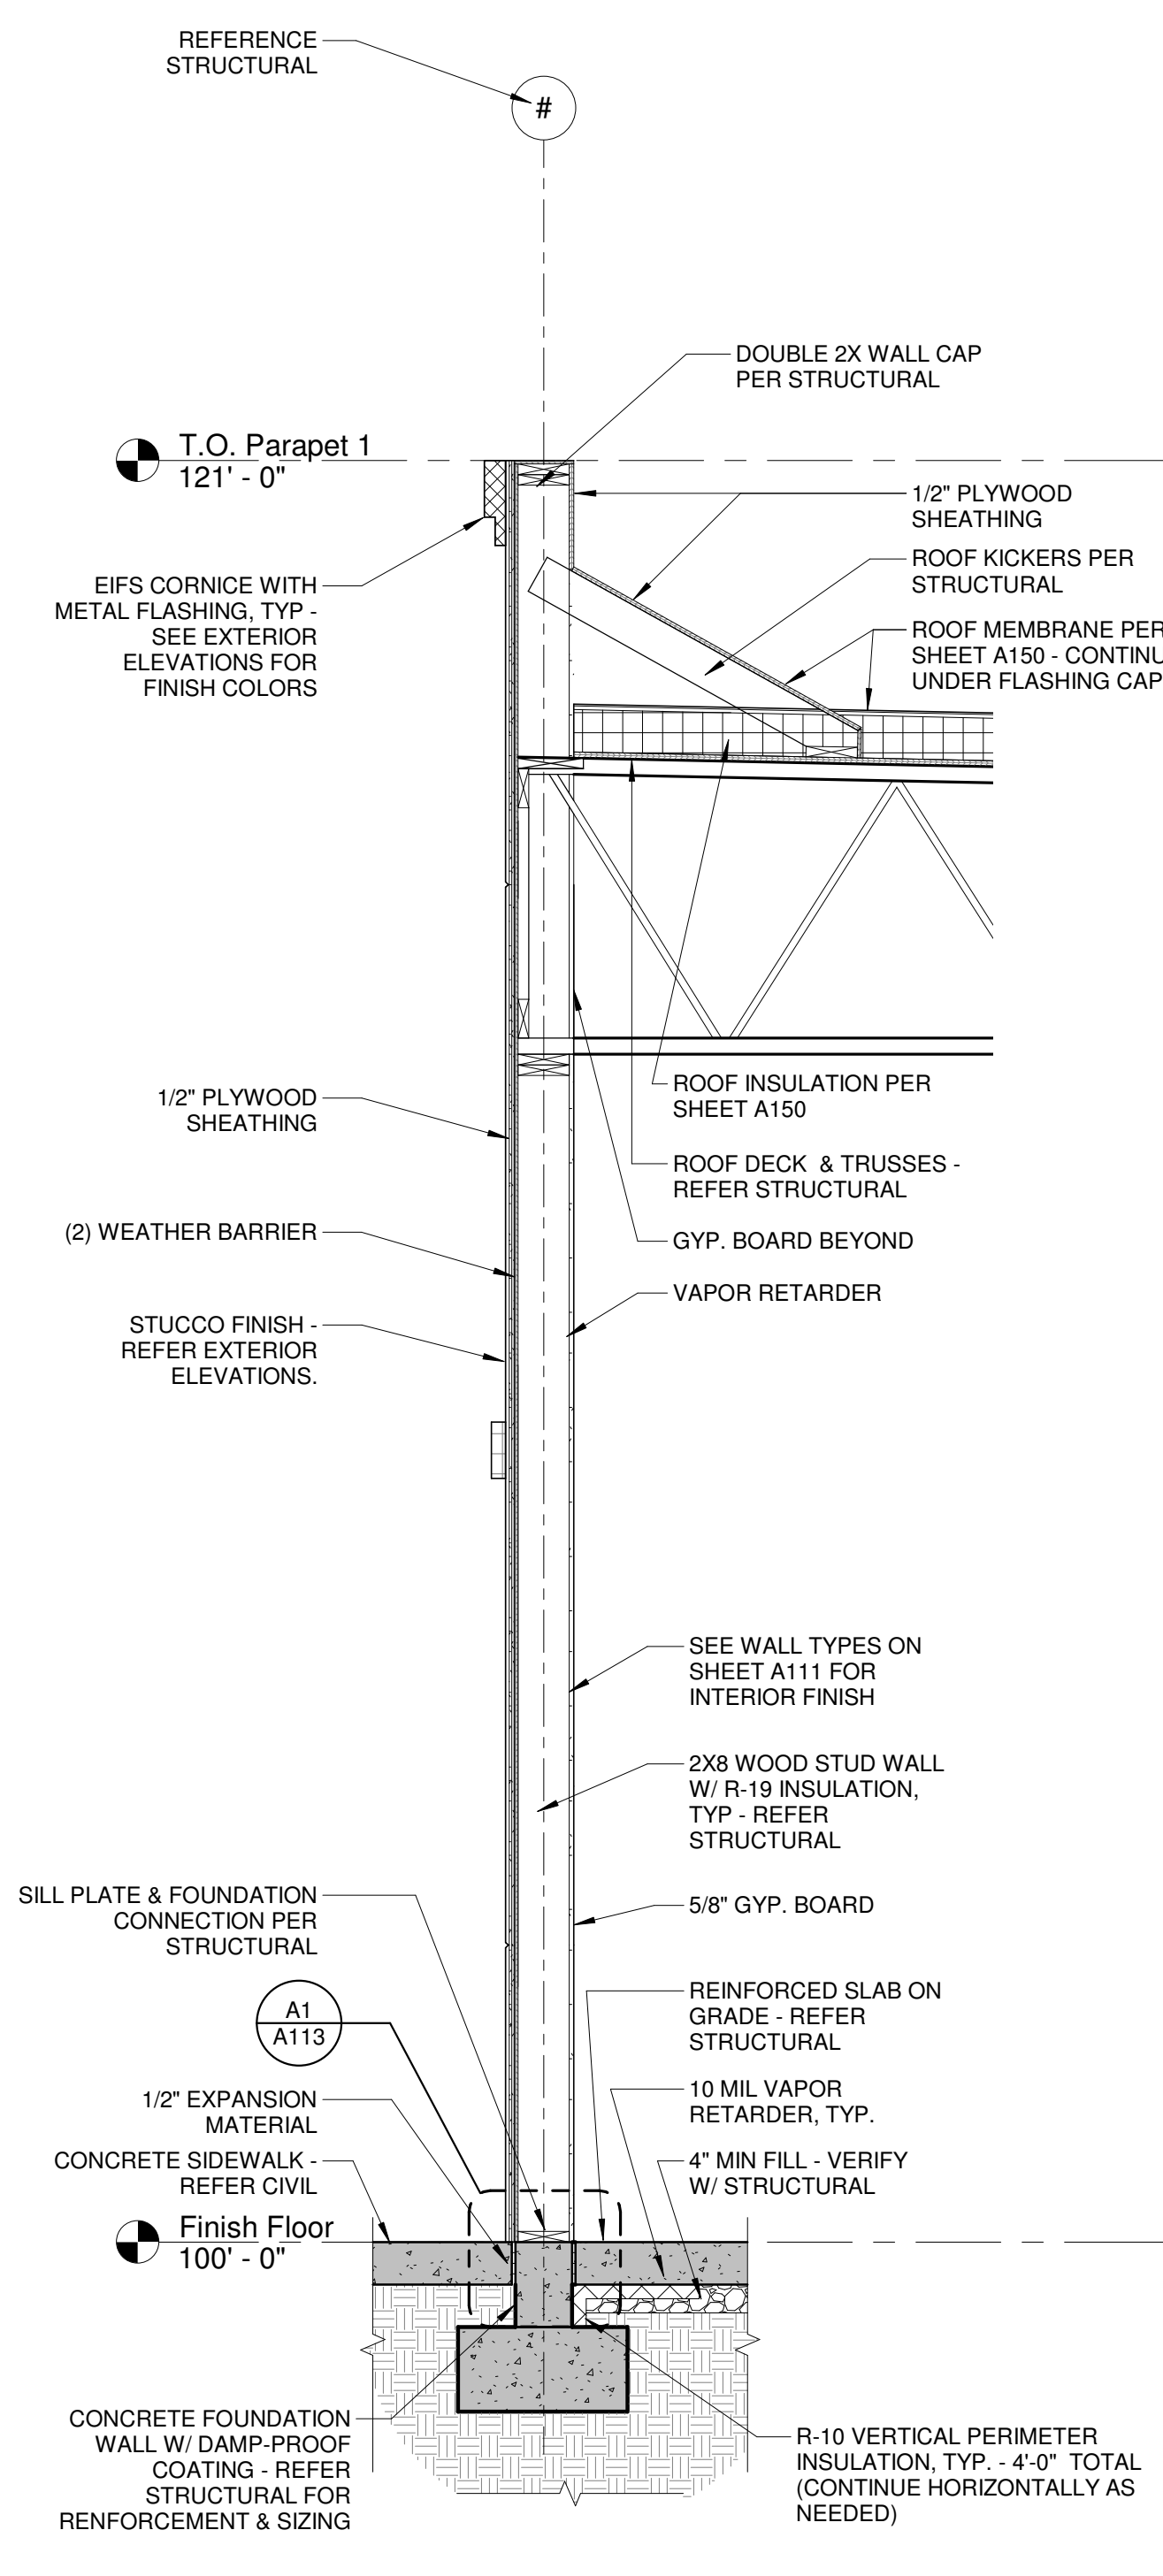 REFERENCE
STRUCTURAL
#
DOUBLE 2X WALL CAP
PER STRUCTURAL
T.O. Parapet 1
121' - 0"
1/2" PLYWOOD
SHEATHING
ROOF KICKERS PER
STRUCTURAL
EIFS CORNICE WITH
METAL FLASHING, TYP -
SEE EXTERIOR
ELEVATIONS FOR
FINISH COLORS
ROOF MEMBRANE PER
SHEET A150 - CONTINU
UNDER FLASHING CAP
1/2" PLYWOOD
SHEATHING
ROOF INSULATION PER
SHEET A150
ROOF DECK & TRUSSES -
REFER STRUCTURAL
(2) WEATHER BARRIER
GYP. BOARD BEYOND
VAPOR RETARDER
STUCCO FINISH -
REFER EXTERIOR
ELEVATIONS.
SEE WALL TYPES ON
SHEET A111 FOR
INTERIOR FINISH
2X8 WOOD STUD WALL
W/ R-19 INSULATION,
TYP - REFER
STRUCTURAL
SILL PLATE & FOUNDATION
CONNECTION PER
STRUCTURAL
5/8" GYP. BOARD
A1
A113
REINFORCED SLAB ON
GRADE - REFER
STRUCTURAL
1/2" EXPANSION
MATERIAL
10 MIL VAPOR
RETARDER, TYP.
CONCRETE SIDEWALK -
REFER CIVIL
4" MIN FILL - VERIFY
W/ STRUCTURAL
Finish Floor
100' - 0"
CONCRETE FOUNDATION
WALL W/ DAMP-PROOF
COATING - REFER
STRUCTURAL FOR
RENFORCEMENT & SIZING
R-10 VERTICAL PERIMETER
INSULATION, TYP. - 4'-0" TOTAL
(CONTINUE HORIZONTALLY AS
NEEDED)